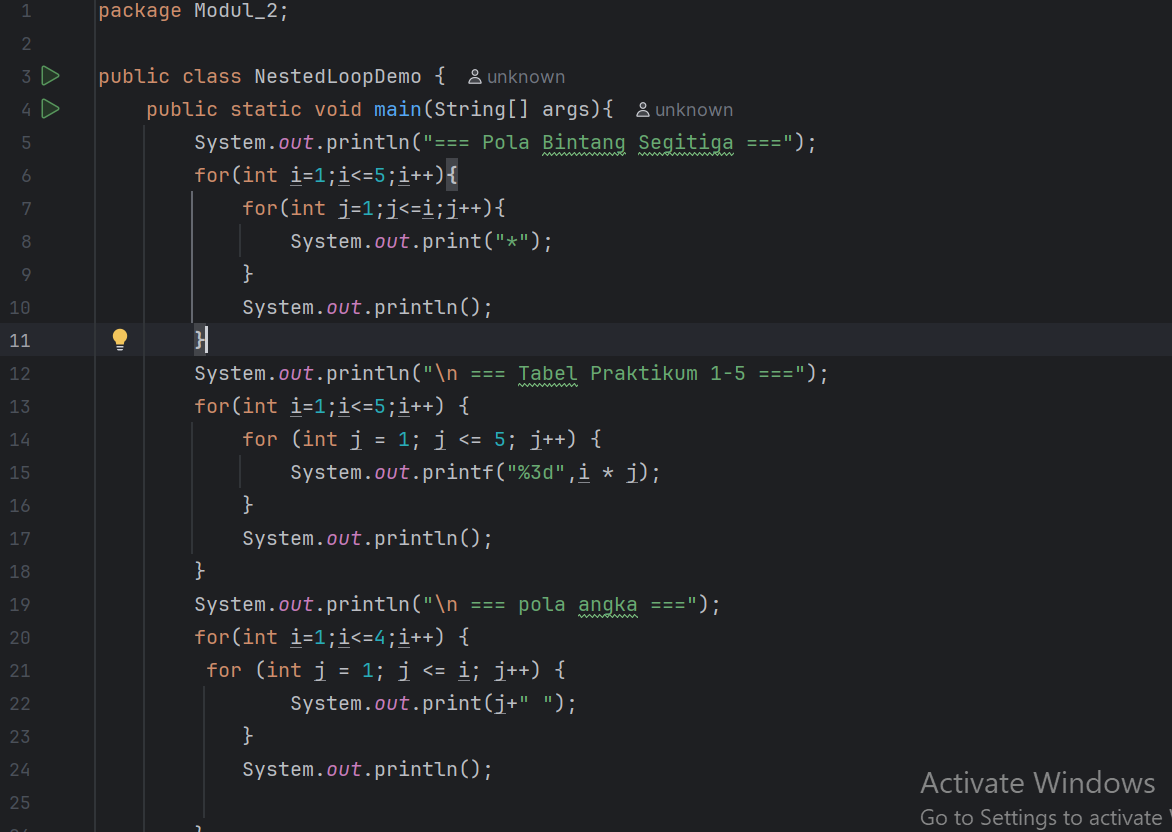 1 package Modul_2;
2
3 public class NestedLoopDemo { unknown
4 public static void main(String[] args){ unknown
5 System.out.println("=== Pola Bintang Segitiga ===");
6 for(int i=1;i<=5;i++){
7 for(int j=1;j<=i;j++){
8 System.out.print("*");
9 }
10 System.out.println();
11 }
12 System.out.println("\n === Tabel Praktikum 1-5 ===");
13 for(int i=1;i<=5;i++) {
14 for (int j = 1; j <= 5; j++) {
15 System.out.printf("%3d",i * j);
16 }
17 System.out.println();
18 }
19 System.out.println("\n === pola angka ===");
20 for(int i=1;i<=4;i++) {
21 for (int j = 1; j <= i; j++) {
22 System.out.print(j+" ");
23 }
24 System.out.println();
25
Activate Windows
Go to Settings to activate